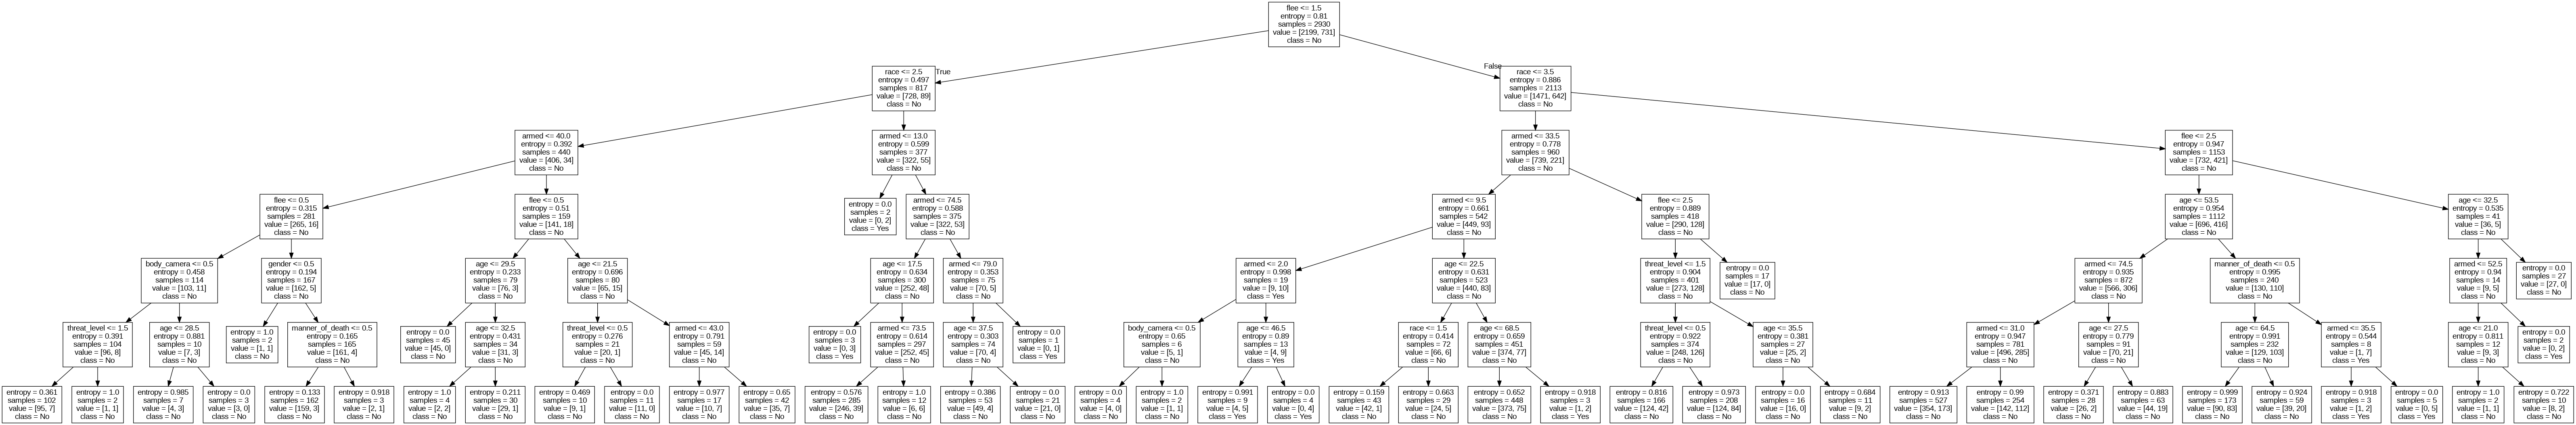 flee <= 1.5
entropy = 0.81
samples = 2930
value = [2199, 731]
class = No
True
False
race <= 2.5
entropy = 0.497
samples = 817
value = [728, 89]
class = No
race <= 3.5
entropy = 0.886
samples = 2113
value = [1471, 642]
class = No
armed <= 40.0
entropy = 0.392
samples = 440
value = [406, 34]
class = No
armed <= 13.0
entropy = 0.599
samples = 377
value = [322, 55]
class = No
armed <= 33.5
entropy = 0.778
samples = 960
value = [739, 221]
class = No
flee <= 2.5
entropy = 0.947
samples = 1153
value = [732, 421]
class = No
flee <= 0.5
entropy = 0.315
samples = 281
value = [265, 16]
class = No
flee <= 0.5
entropy = 0.51
samples = 159
value = [141, 18]
class = No
entropy = 0.0
samples = 2
value = [0, 2]
class = Yes
armed <= 74.5
entropy = 0.588
samples = 375
value = [322, 53]
class = No
armed <= 9.5
entropy = 0.661
samples = 542
value = [449, 93]
class = No
flee <= 2.5
entropy = 0.889
samples = 418
value = [290, 128]
class = No
age <= 53.5
entropy = 0.954
samples = 1112
value = [696, 416]
class = No
age <= 32.5
entropy = 0.535
samples = 41
value = [36, 5]
class = No
body_camera <= 0.5
entropy = 0.458
samples = 114
value = [103, 11]
class = No
gender <= 0.5
entropy = 0.194
samples = 167
value = [162, 5]
class = No
age <= 29.5
entropy = 0.233
samples = 79
value = [76, 3]
class = No
age <= 21.5
entropy = 0.696
samples = 80
value = [65, 15]
class = No
age <= 17.5
entropy = 0.634
samples = 300
value = [252, 48]
class = No
armed <= 79.0
entropy = 0.353
samples = 75
value = [70, 5]
class = No
armed <= 2.0
entropy = 0.998
samples = 19
value = [9, 10]
class = Yes
age <= 22.5
entropy = 0.631
samples = 523
value = [440, 83]
class = No
threat_level <= 1.5
entropy = 0.904
samples = 401
value = [273, 128]
class = No
entropy = 0.0
samples = 17
value = [17, 0]
class = No
armed <= 74.5
entropy = 0.935
samples = 872
value = [566, 306]
class = No
manner_of_death <= 0.5
entropy = 0.995
samples = 240
value = [130, 110]
class = No
armed <= 52.5
entropy = 0.94
samples = 14
value = [9, 5]
class = No
entropy = 0.0
samples = 27
value = [27, 0]
class = No
threat_level <= 1.5
entropy = 0.391
samples = 104
value = [96, 8]
class = No
age <= 28.5
entropy = 0.881
samples = 10
value = [7, 3]
class = No
entropy = 1.0
samples = 2
value = [1, 1]
class = No
manner_of_death <= 0.5
entropy = 0.165
samples = 165
value = [161, 4]
class = No
entropy = 0.0
samples = 45
value = [45, 0]
class = No
age <= 32.5
entropy = 0.431
samples = 34
value = [31, 3]
class = No
threat_level <= 0.5
entropy = 0.276
samples = 21
value = [20, 1]
class = No
armed <= 43.0
entropy = 0.791
samples = 59
value = [45, 14]
class = No
entropy = 0.0
samples = 3
value = [0, 3]
class = Yes
armed <= 73.5
entropy = 0.614
samples = 297
value = [252, 45]
class = No
age <= 37.5
entropy = 0.303
samples = 74
value = [70, 4]
class = No
entropy = 0.0
samples = 1
value = [0, 1]
class = Yes
body_camera <= 0.5
entropy = 0.65
samples = 6
value = [5, 1]
class = No
age <= 46.5
entropy = 0.89
samples = 13
value = [4, 9]
class = Yes
race <= 1.5
entropy = 0.414
samples = 72
value = [66, 6]
class = No
age <= 68.5
entropy = 0.659
samples = 451
value = [374, 77]
class = No
threat_level <= 0.5
entropy = 0.922
samples = 374
value = [248, 126]
class = No
age <= 35.5
entropy = 0.381
samples = 27
value = [25, 2]
class = No
armed <= 31.0
entropy = 0.947
samples = 781
value = [496, 285]
class = No
age <= 27.5
entropy = 0.779
samples = 91
value = [70, 21]
class = No
age <= 64.5
entropy = 0.991
samples = 232
value = [129, 103]
class = No
armed <= 35.5
entropy = 0.544
samples = 8
value = [1, 7]
class = Yes
age <= 21.0
entropy = 0.811
samples = 12
value = [9, 3]
class = No
entropy = 0.0
samples = 2
value = [0, 2]
class = Yes
entropy = 0.361
samples = 102
value = [95, 7]
class = No
entropy = 1.0
samples = 2
value = [1, 1]
class = No
entropy = 0.985
samples = 7
value = [4, 3]
class = No
entropy = 0.0
samples = 3
value = [3, 0]
class = No
entropy = 0.133
samples = 162
value = [159, 3]
class = No
entropy = 0.918
samples = 3
value = [2, 1]
class = No
entropy = 1.0
samples = 4
value = [2, 2]
class = No
entropy = 0.211
samples = 30
value = [29, 1]
class = No
entropy = 0.469
samples = 10
value = [9, 1]
class = No
entropy = 0.0
samples = 11
value = [11, 0]
class = No
entropy = 0.977
samples = 17
value = [10, 7]
class = No
entropy = 0.65
samples = 42
value = [35, 7]
class = No
entropy = 0.576
samples = 285
value = [246, 39]
class = No
entropy = 1.0
samples = 12
value = [6, 6]
class = No
entropy = 0.386
samples = 53
value = [49, 4]
class = No
entropy = 0.0
samples = 21
value = [21, 0]
class = No
entropy = 0.0
samples = 4
value = [4, 0]
class = No
entropy = 1.0
samples = 2
value = [1, 1]
class = No
entropy = 0.991
samples = 9
value = [4, 5]
class = Yes
entropy = 0.0
samples = 4
value = [0, 4]
class = Yes
entropy = 0.159
samples = 43
value = [42, 1]
class = No
entropy = 0.663
samples = 29
value = [24, 5]
class = No
entropy = 0.652
samples = 448
value = [373, 75]
class = No
entropy = 0.918
samples = 3
value = [1, 2]
class = Yes
entropy = 0.816
samples = 166
value = [124, 42]
class = No
entropy = 0.973
samples = 208
value = [124, 84]
class = No
entropy = 0.0
samples = 16
value = [16, 0]
class = No
entropy = 0.684
samples = 11
value = [9, 2]
class = No
entropy = 0.913
samples = 527
value = [354, 173]
class = No
entropy = 0.99
samples = 254
value = [142, 112]
class = No
entropy = 0.371
samples = 28
value = [26, 2]
class = No
entropy = 0.883
samples = 63
value = [44, 19]
class = No
entropy = 0.999
samples = 173
value = [90, 83]
class = No
entropy = 0.924
samples = 59
value = [39, 20]
class = No
entropy = 0.918
samples = 3
value = [1, 2]
class = Yes
entropy = 0.0
samples = 5
value = [0, 5]
class = Yes
entropy = 1.0
samples = 2
value = [1, 1]
class = No
entropy = 0.722
samples = 10
value = [8, 2]
class = No